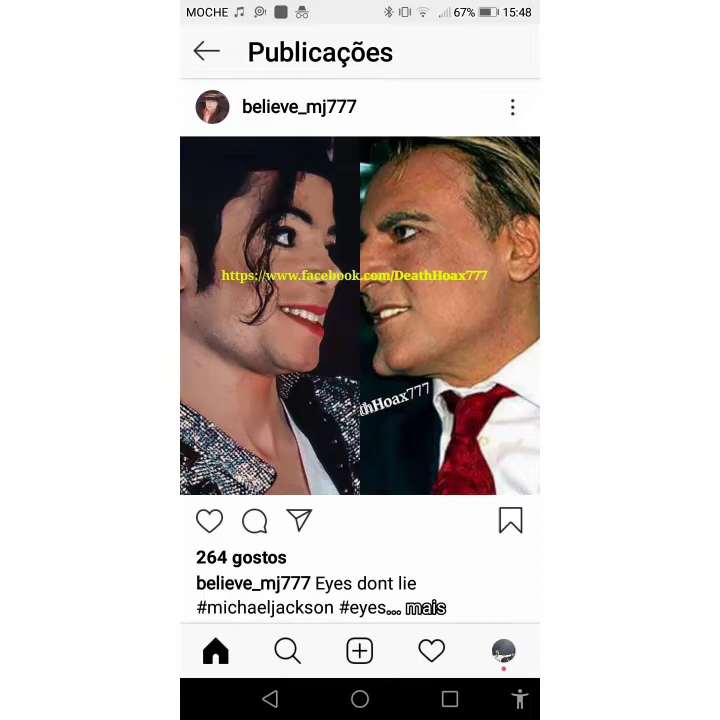 MOCHE
67% 15:48
Publicações
believe_mj777
https://www.facebook.com/DeathHoax777
thHoax777
264 gostos
believe_mj777 Eyes dont lie
#michaeljackson #eyes... mais